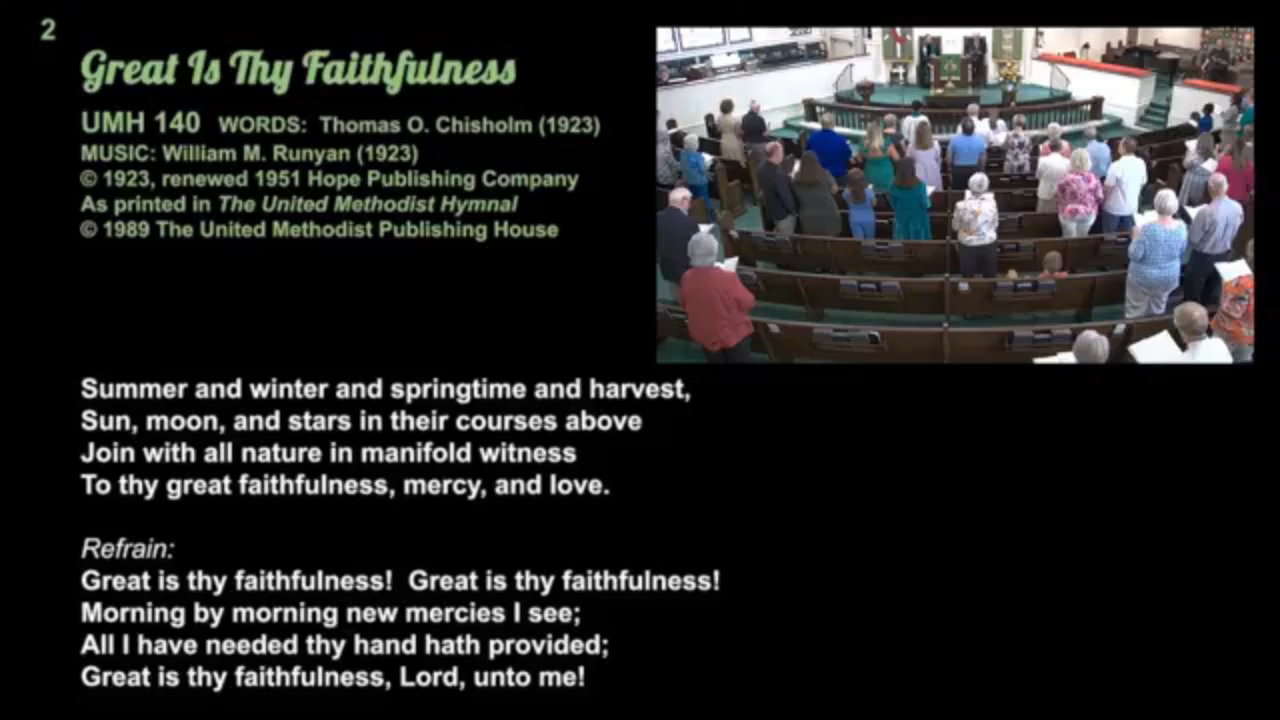 2
Great Is Thy Faithfulness
UMH 140 WORDS: Thomas O. Chisholm (1923)
MUSIC: William M. Runyan (1923)
© 1923, renewed 1951 Hope Publishing Company
As printed in The United Methodist Hymnal
© 1989 The United Methodist Publishing House
Summer and winter and springtime and harvest,
Sun, moon, and stars in their courses above
Join with all nature in manifold witness
To thy great faithfulness, mercy, and love.
Refrain:
Great is thy faithfulness! Great is thy faithfulness!
Morning by morning new mercies I see;
All I have needed thy hand hath provided;
Great is thy faithfulness, Lord, unto me!